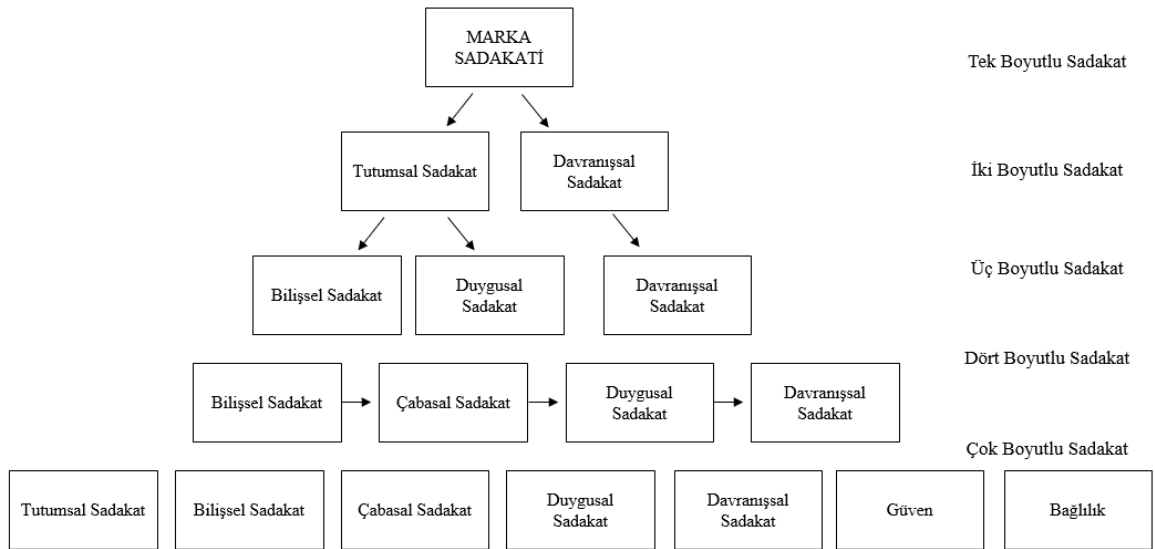 MARKA
SADAKATİ
Tek Boyutlu Sadakat
Tutumsal Sadakat
Davranışsal
Sadakat
İki Boyutlu Sadakat
Bilişsel Sadakat
Duygusal
Sadakat
Davranışsal
Sadakat
Üç Boyutlu Sadakat
Bilişsel Sadakat
Çabasal Sadakat
Duygusal
Sadakat
Davranışsal
Sadakat
Dört Boyutlu Sadakat
Çok Boyutlu Sadakat
Tutumsal Sadakat
Bilişsel Sadakat
Çabasal Sadakat
Duygusal
Sadakat
Davranışsal
Sadakat
Güven
Bağlılık